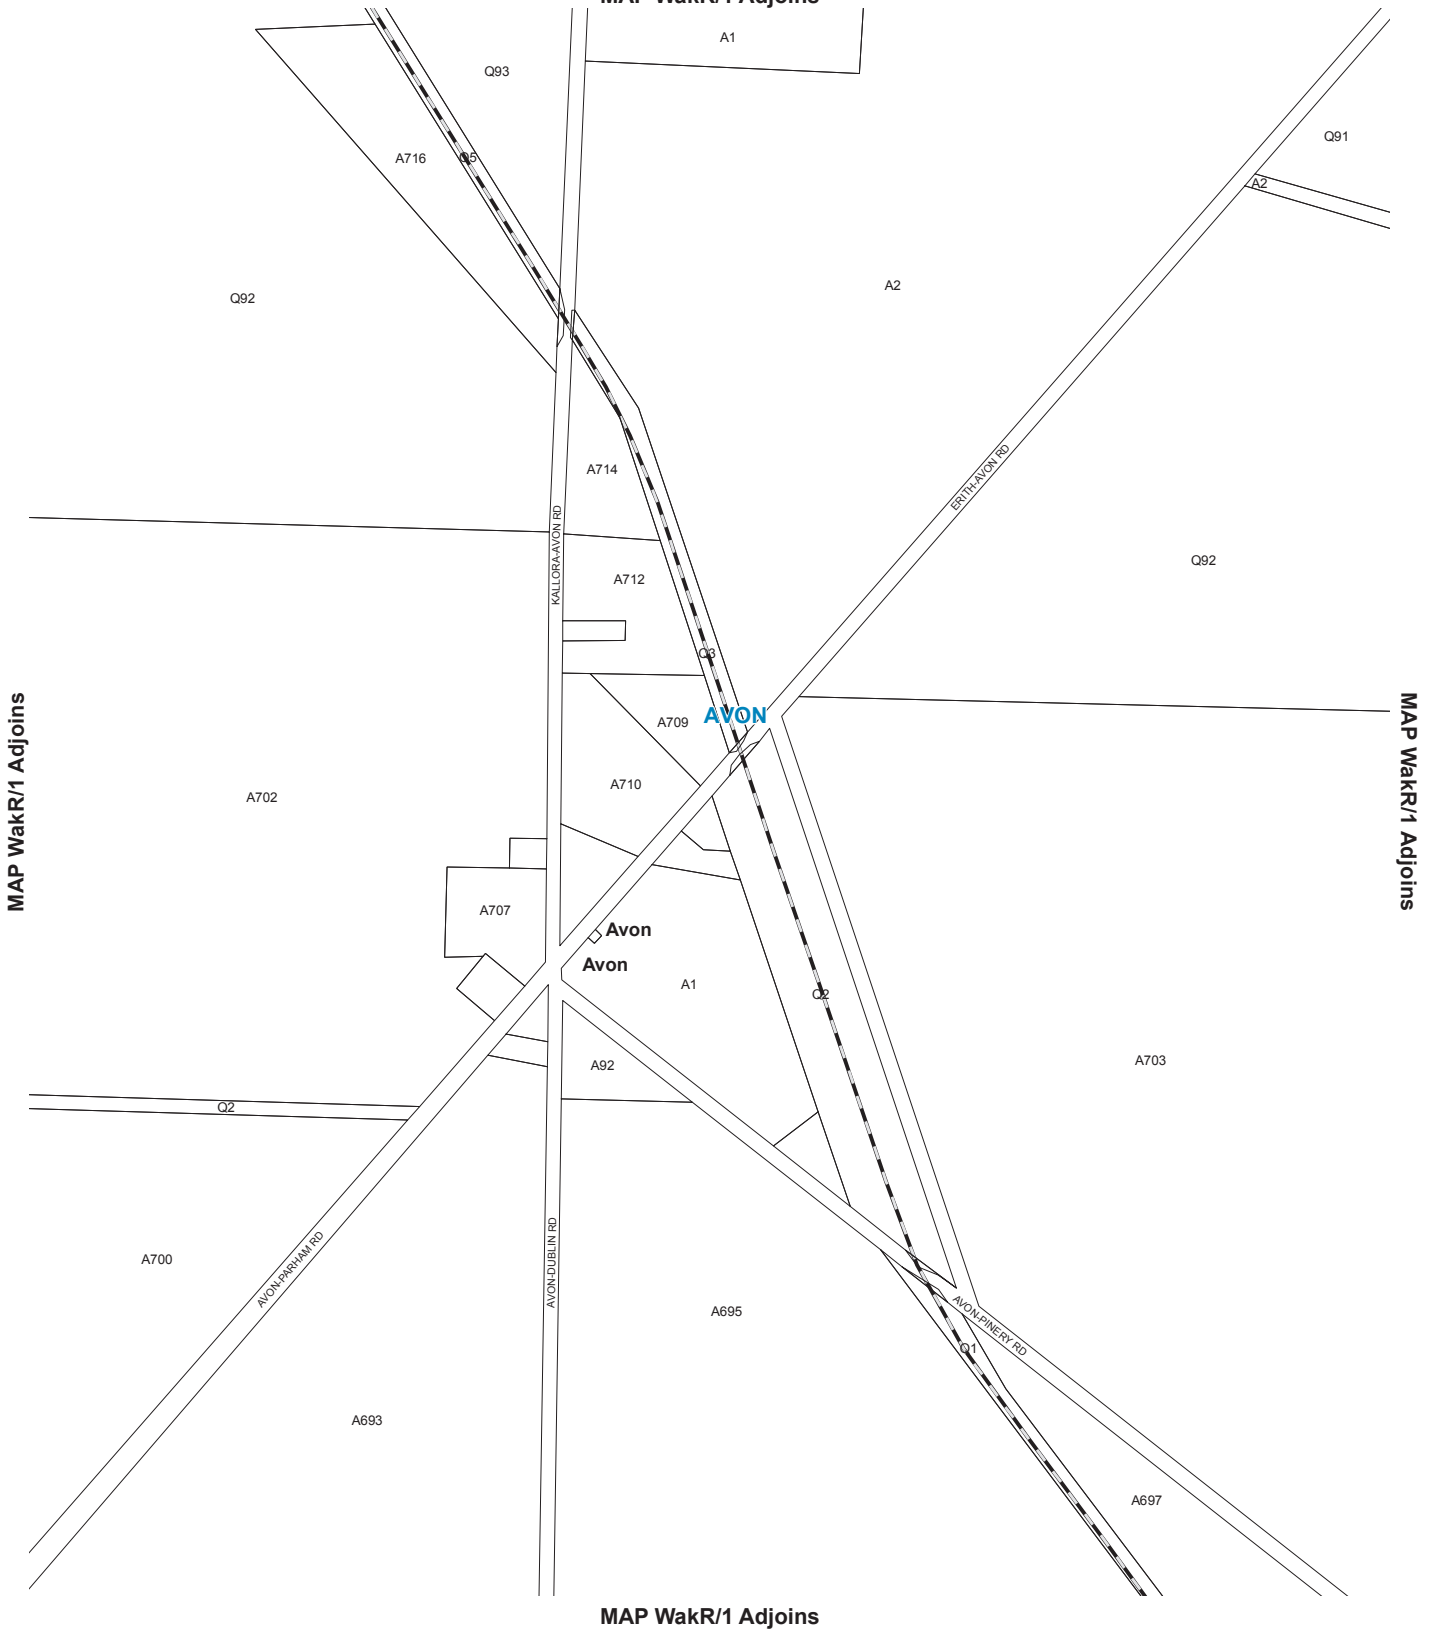 MAP WakR/1 Adjoins
A1
Q93
Q91
A716
Q5
A2
A2
Q92
ERITH-AVON RD
A714
KALLORA-AVON RD
Q92
A712
Q3
MAP WakR/1 Adjoins
AVON
A709
MAP WakR/1 Adjoins
A710
A702
A707
Avon
Avon
A1
Q2
A92
A703
Q2
A700
AVON-PARHAM RD
AVON-DUBLIN RD
A695
AVON-PINERY RD
Q1
A693
A697
MAP WakR/1 Adjoins